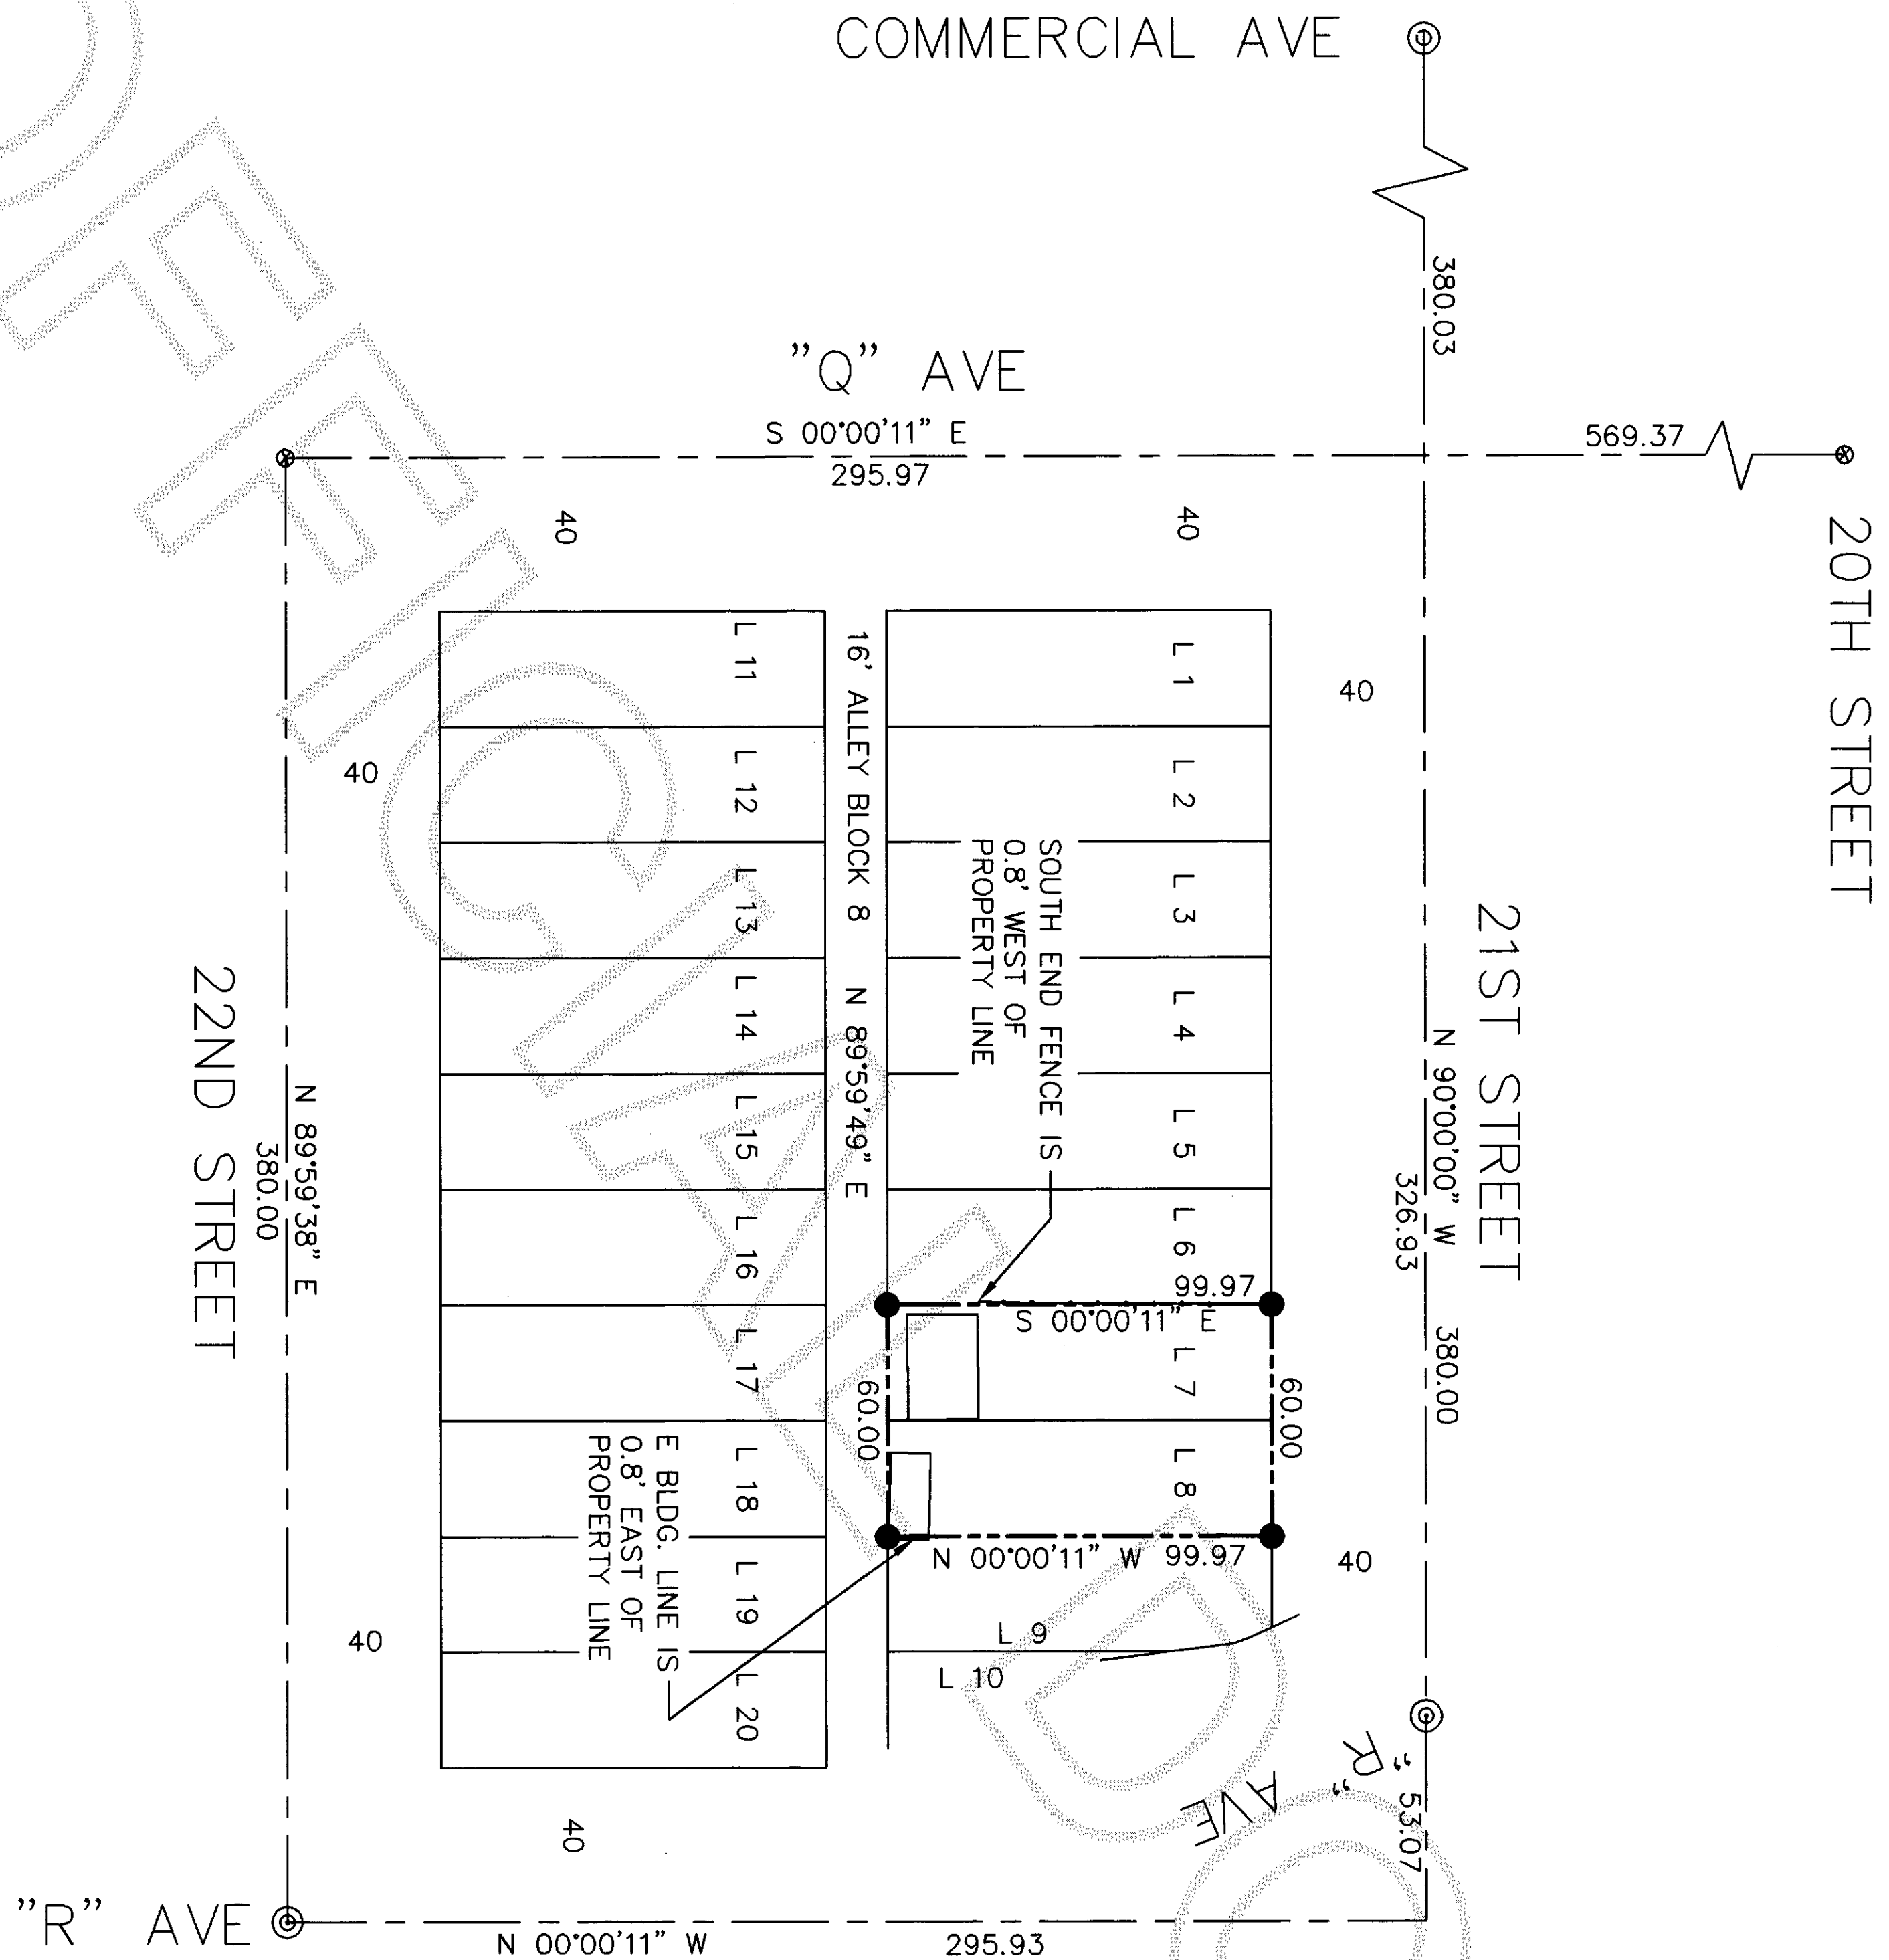 COMMERCIAL AVE
380.03
"Q" AVE
S 00°00'11" E
295.97
569.37
20TH STREET
40
40
40
40
L 11
L 12
L 13
L 14
L 15
L 16
L 17
L 18
L 19
L 20
16' ALLEY BLOCK 8 N 89°59'49" E
L 1
L 2
L 3
L 4
L 5
L 6
L 7
L 8
L 9
L 10
SOUTH END FENCE IS
0.8' WEST OF
PROPERTY LINE
21ST STREET
N 90°00'00" W
326.93
380.00
22ND STREET
N 89°59'38" E
380.00
99.97
S 00°00'11" E
60.00
60.00
N 00°00'11" W 99.97
E BLDG. LINE IS
0.8' EAST OF
PROPERTY LINE
40
40
40
"R" AVE
53.07
"R" AVE
N 00°00'11" W
295.93
UNOFFICIAL DO